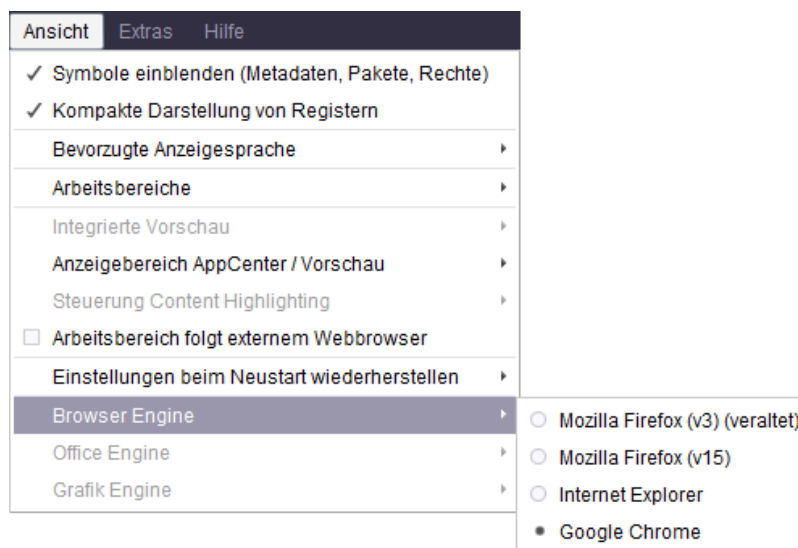 Ansicht Extras Hilfe
Symbole einblenden (Metadaten, Pakete, Rechte)
Kompakte Darstellung von Registern
Bevorzugte Anzeigesprache
Arbeitsbereiche
Integrierte Vorschau
Anzeigebereich AppCenter / Vorschau
Steuerung Content Highlighting
Arbeitsbereich folgt externem Webbrowser
Einstellungen beim Neustart wiederherstellen
Browser Engine
Office Engine
Grafik Engine
Mozilla Firefox (v3) (veraltet)
Mozilla Firefox (v15)
Internet Explorer
Google Chrome